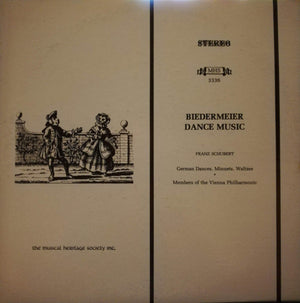 STEREO
MHS
3336
BIEDERMEIER
DANCE MUSIC
FRANZ SCHUBERT
German Dances, Minuets, Waltzes
Members of the Vienna Philharmonic
the musical heritage society inc.